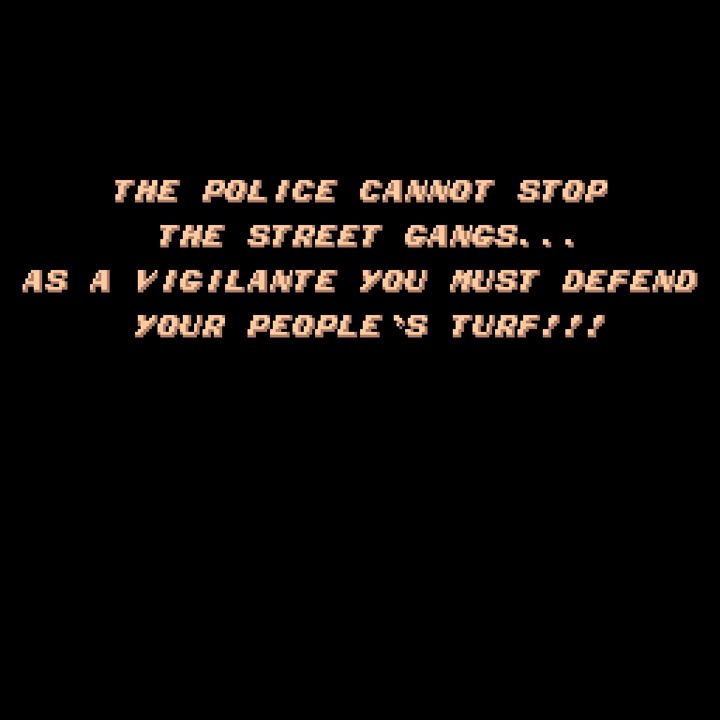 THE POLICE CANNOT STOP
THE STREET GANGS...
AS A VIGILANTE YOU MUST DEFEND
YOUR PEOPLE`S TURF!!!